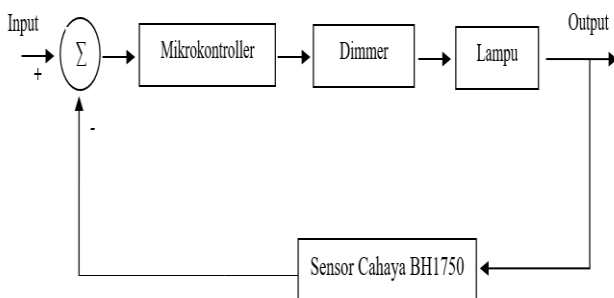 Input
Output
Σ
Mikrokontroller
Dimmer
Lampu
+
-
Sensor Cahaya BH1750